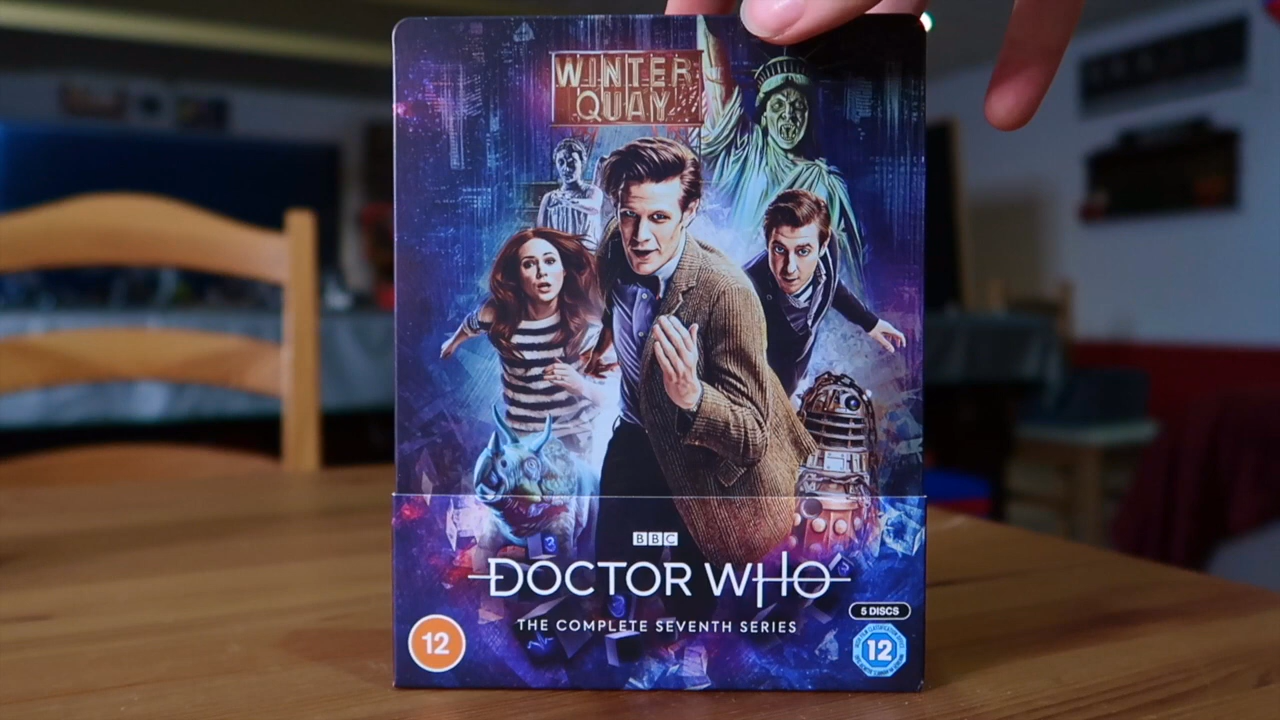 WINTER
QUAY
BBC
DOCTOR WHO
THE COMPLETE SEVENTH SERIES
5 DISCS
12
12